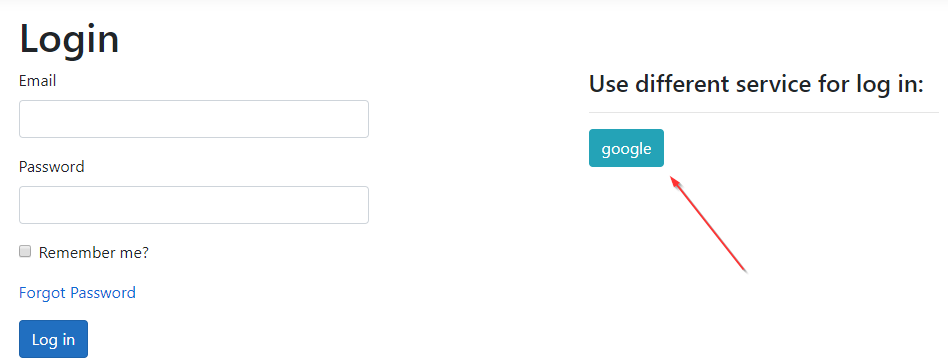 Login
Email
Password
Remember me?
Forgot Password
Log in
Use different service for log in:
google